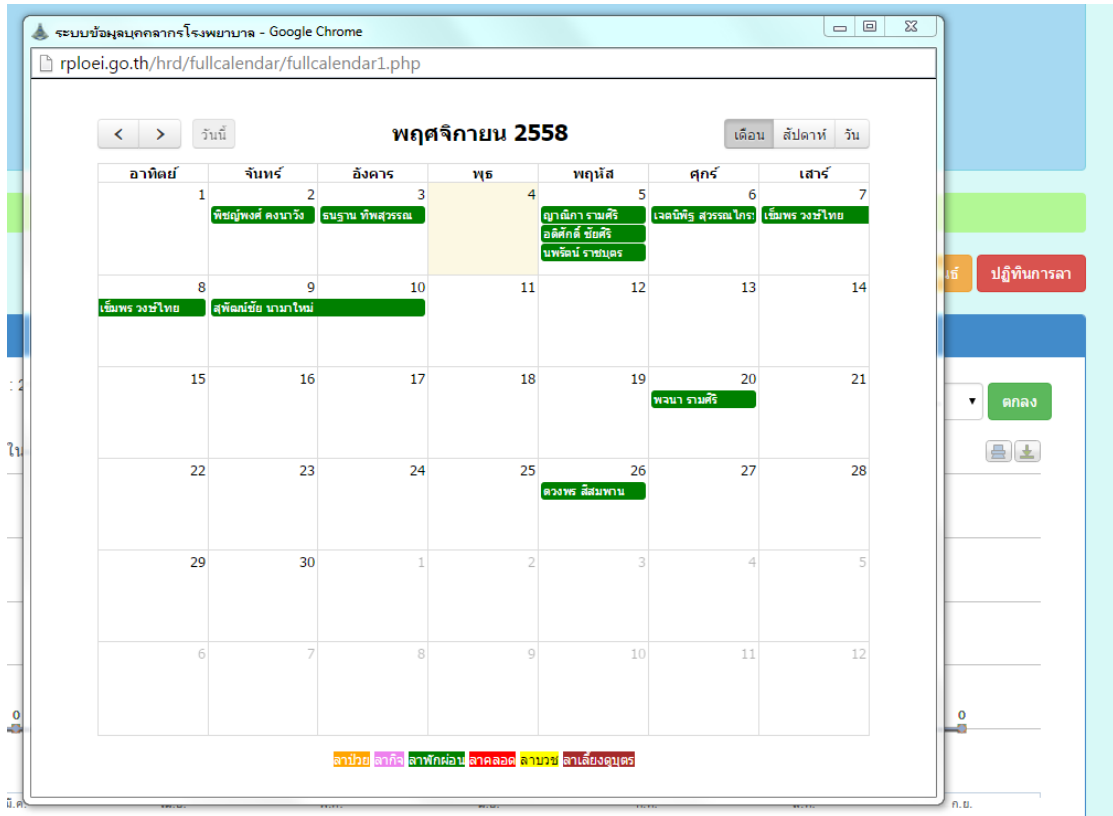 ระบบข้อมูลบุคลากรโรงพยาบาล - Google Chrome
rploei.go.th/hrd/fullcalendar/fullcalendar1.php
วันนี้
พฤศจิกายน 2558
เดือน สัปดาห์ วัน
อาทิตย์ จันทร์ อังคาร พุธ พฤหัส ศุกร์ เสาร์
1 2 3 4 5 6 7
พิชญ์พงศ์ คงนาวัง ธนฐาน ทิพสุวรรณ ญาณิกา รามศิริ เจตนิพิฐ สุวรรณไกร เข็มพร วงษ์ไทย
อดิศักดิ์ ชัยศิริ
นพรัตน์ ราชบุตร
ปฏิทินการลา
8 9 10 11 12 13 14
เข็มพร วงษ์ไทย สุพัฒน์ชัย นามาใหม่
15 16 17 18 19 20 21
พจนา รามศิริ
ตกลง
22 23 24 25 26 27 28
ดวงพร สีสมพาน
29 30 1 2 3 4 5
6 7 8 9 10 11 12
0 0
ลาป่วย ลากิจ ลาพักผ่อน ลาคลอด ลาบวช ลาเลี้ยงดูบุตร
ก.ย.